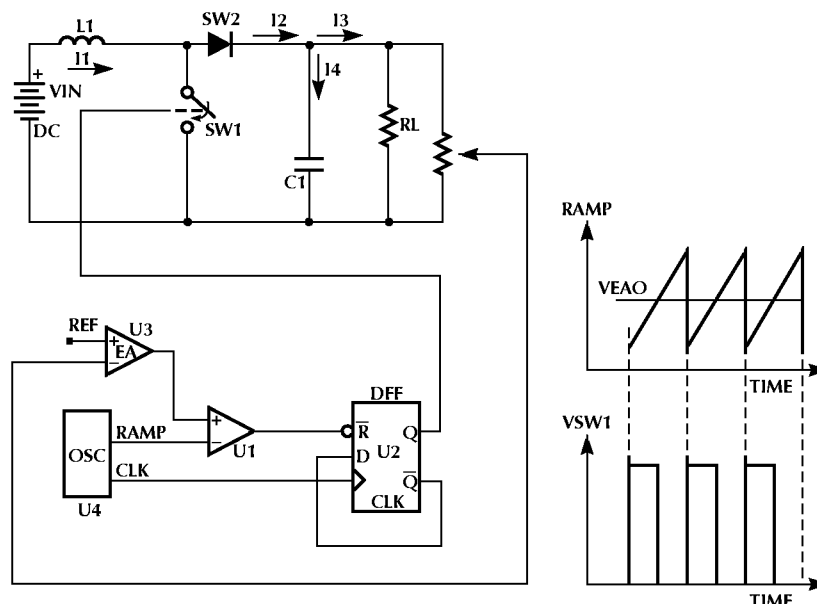 L1
I1
SW2
I2
I3
I4
+
VIN
DC
SW1
C1
RL
REF
U3
+
EA
−
OSC
RAMP
CLK
U4
+
−
U1
DFF
R̅
Q
D
U2
Q̅
CLK
RAMP
VEAO
TIME
VSW1
TIME